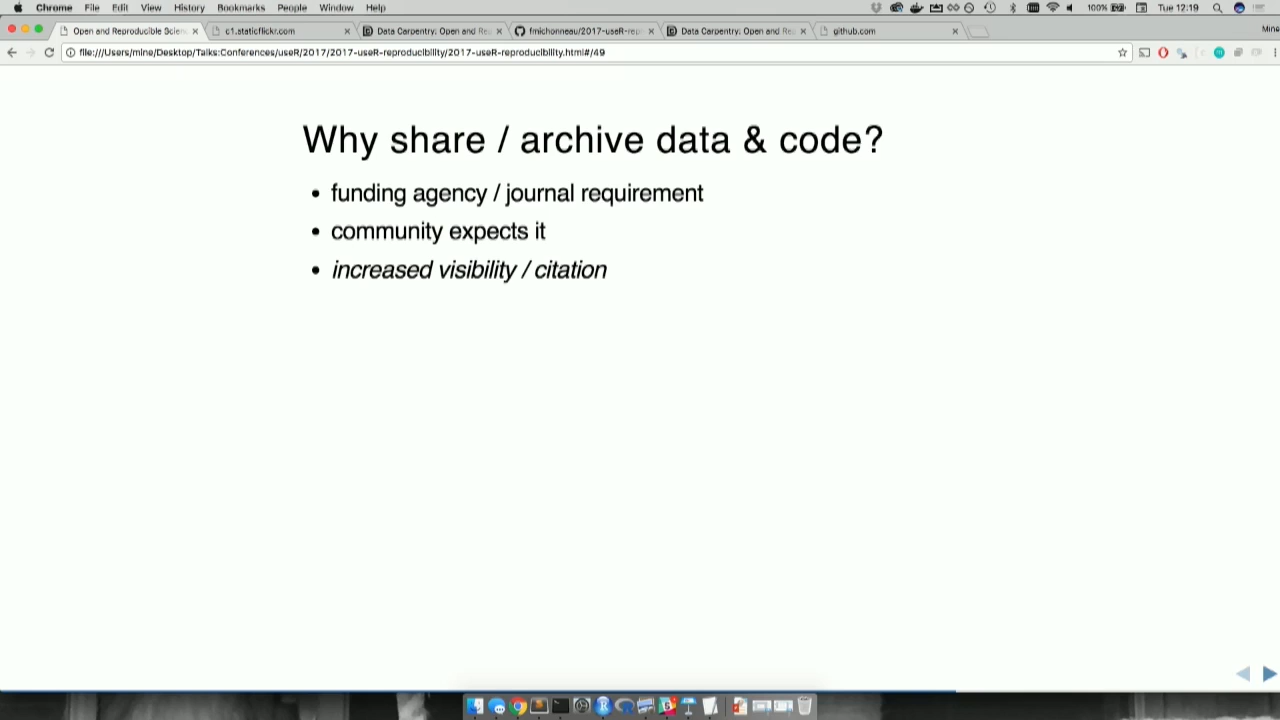 Chrome File Edit View History Bookmarks People Window Help 100% Tue 12:19
Open and Reproducible Scien c1.staticflickr.com Data Carpentry: Open and Re fmichonneau/2017-useR-rep Data Carpentry: Open and Re github.com Mine
file:///Users/mine/Desktop/Talks:Conferences/useR/2017/2017-useR-reproducibility/2017-useR-reproducibility.html#/49
Why share / archive data & code?
• funding agency / journal requirement
• community expects it
• increased visibility / citation